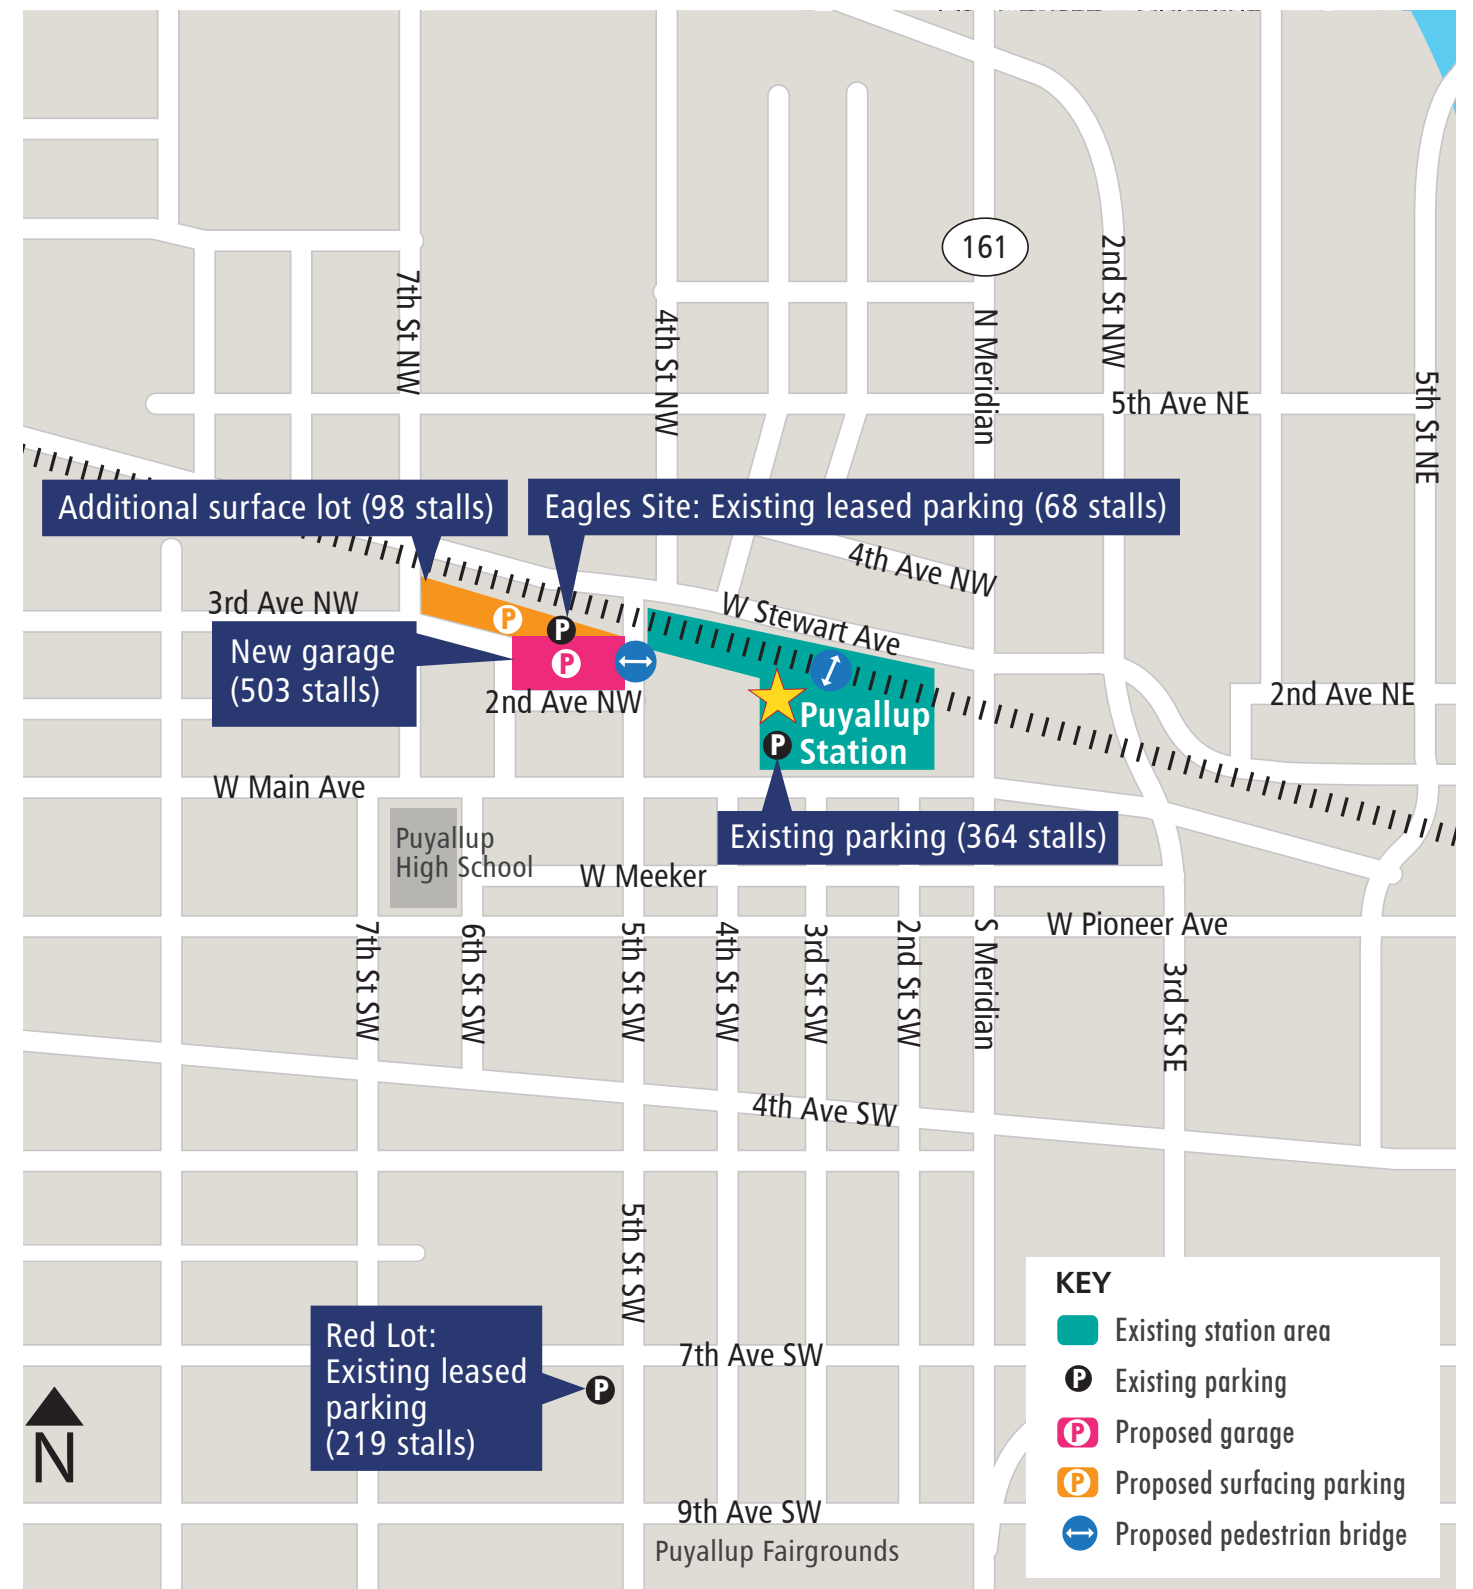 161
2nd St NW
7th St NW
4th St NW
N Meridian
5th Ave NE
5th St NE
Additional surface lot (98 stalls)
Eagles Site: Existing leased parking (68 stalls)
4th Ave NW
3rd Ave NW
W Stewart Ave
P
P
New garage
(503 stalls)
P
2nd Ave NW
2nd Ave NE
Puyallup
Station
P
W Main Ave
Puyallup
High School
Existing parking (364 stalls)
W Meeker
W Pioneer Ave
7th St SW
6th St SW
5th St SW
4th St SW
3rd St SW
2nd St SW
S Meridian
3rd St SE
4th Ave SW
5th St SW
Red Lot:
Existing leased
parking
(219 stalls)
P
7th Ave SW
9th Ave SW
Puyallup Fairgrounds
N
KEY
Existing station area
P Existing parking
P Proposed garage
P Proposed surfacing parking
Proposed pedestrian bridge